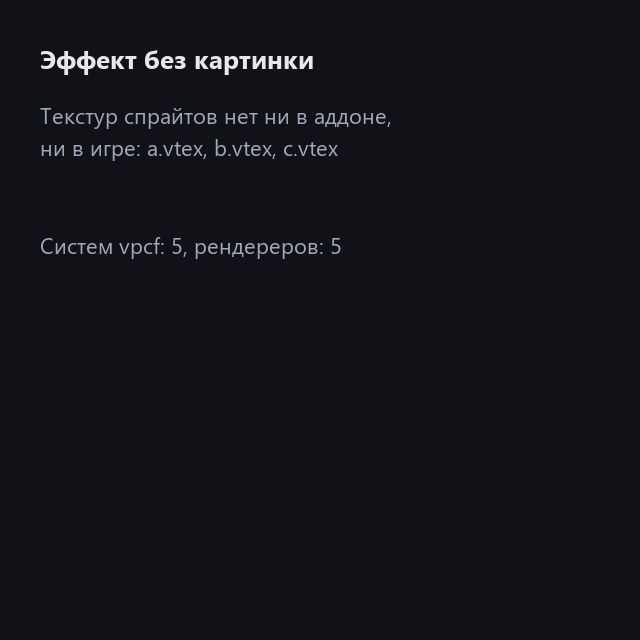 Эффект без картинки
Текстур спрайтов нет ни в аддоне,
ни в игре: a.vtex, b.vtex, c.vtex
Систем vpcf: 5, рендереров: 5